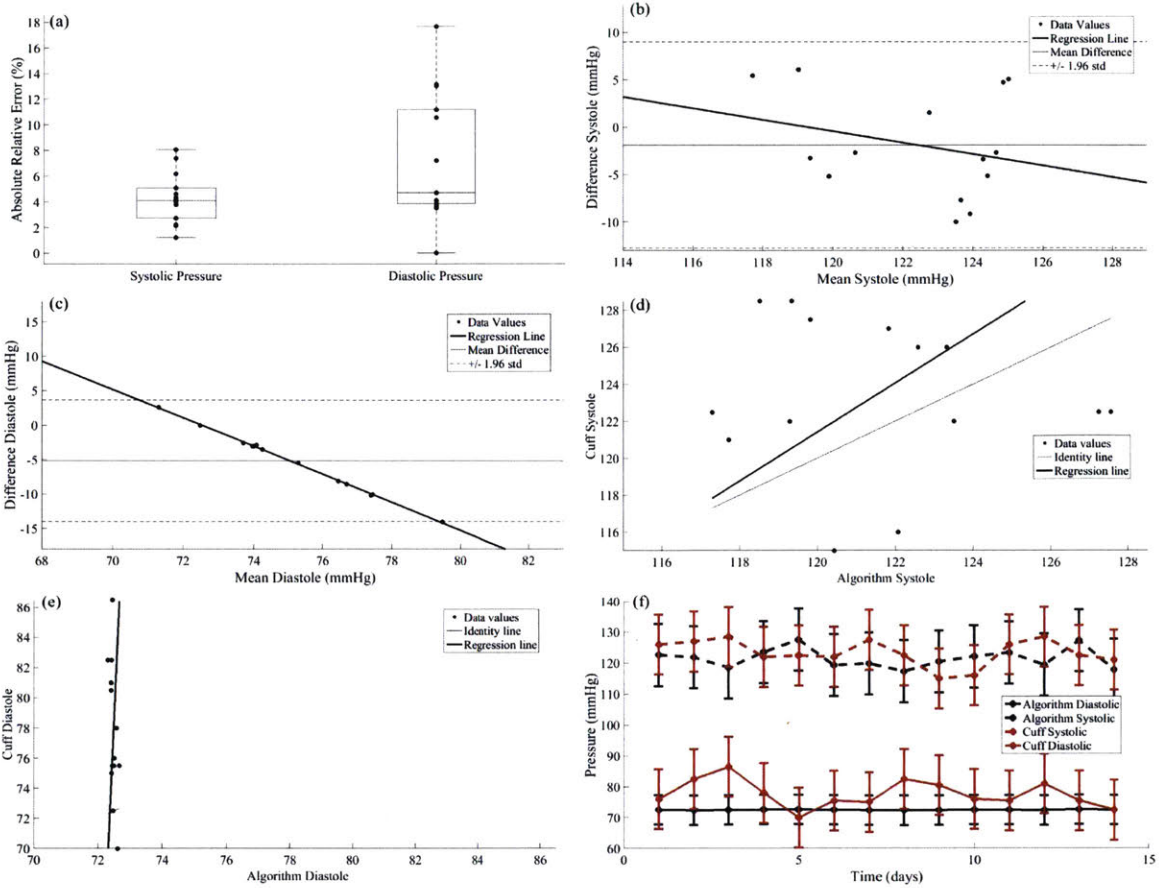 (a)
18
16
14
12
10
8
6
4
2
0
Absolute Relative Error (%)
Systolic Pressure
Diastolic Pressure
(b)
10
5
0
-5
-10
Difference Systole (mmHg)
Data Values
Regression Line
Mean Difference
+/- 1.96 std
114
116
118
120
122
124
126
128
Mean Systole (mmHg)
(c)
15
10
5
0
-5
-10
-15
Difference Diastole (mmHg)
Data Values
Regression Line
Mean Difference
+/- 1.96 std
68
70
72
74
76
78
80
82
Mean Diastole (mmHg)
(d)
128
126
124
122
120
118
116
Cuff Systole
Data values
Identity line
Regression line
116
118
120
122
124
126
128
Algorithm Systole
(e)
86
84
82
80
78
76
74
72
70
Cuff Diastole
Data values
Identity line
Regression line
70
72
74
76
78
80
82
84
86
Algorithm Diastole
(f)
140
130
120
110
100
90
80
70
60
Pressure (mmHg)
Algorithm Diastolic
Algorithm Systolic
Cuff Systolic
Cuff Diastolic
0
5
10
15
Time (days)